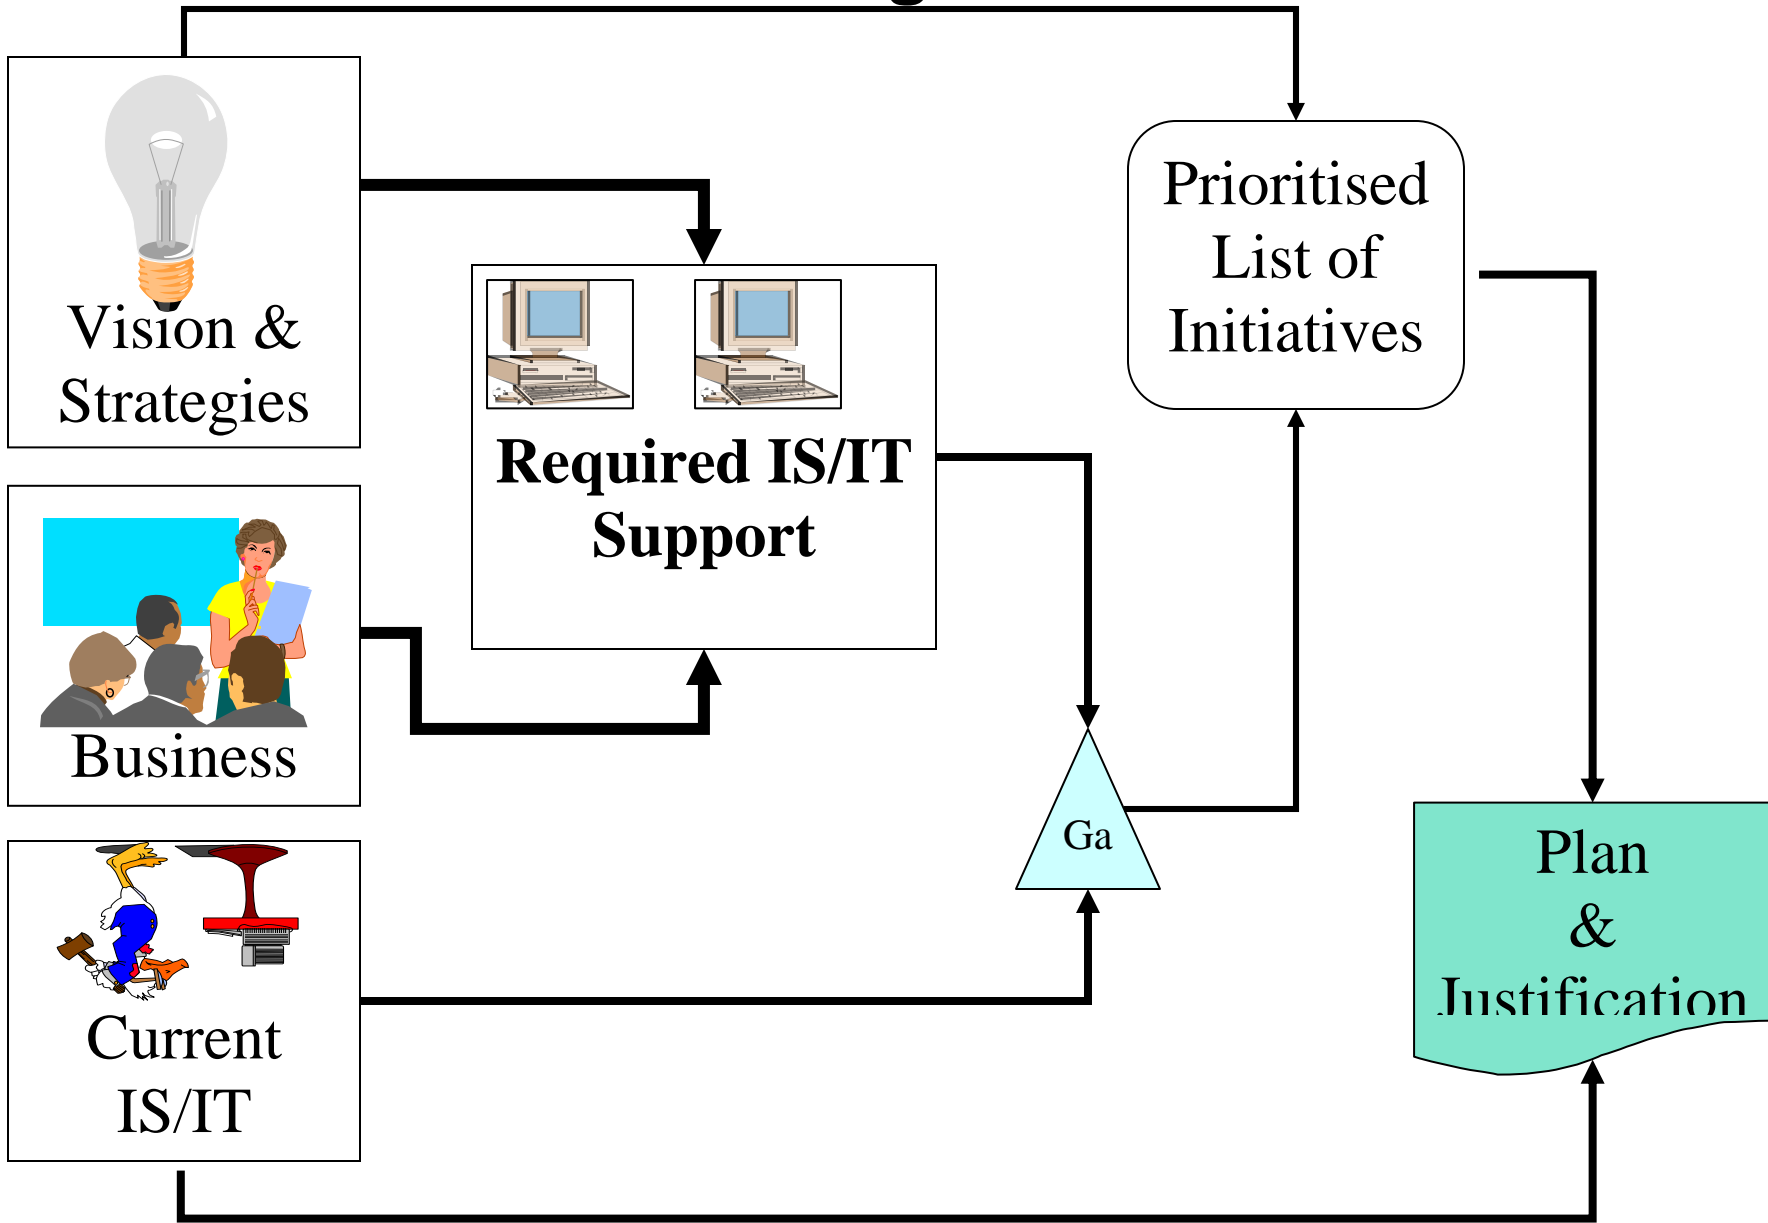 Vision &
Strategies
Business
Current
IS/IT
Required IS/IT
Support
Ga
Prioritised
List of
Initiatives
Plan
&
Justification